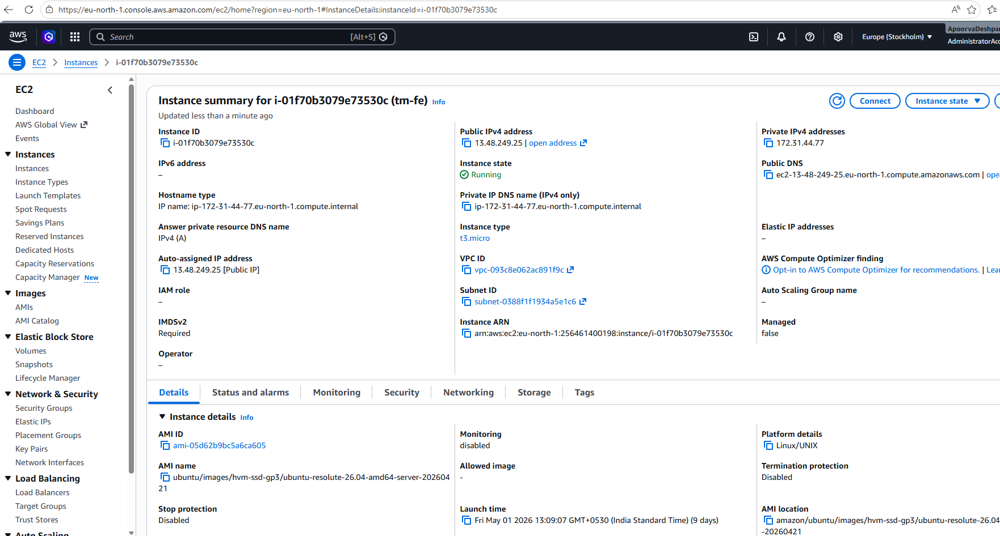 https://eu-north-1.console.aws.amazon.com/ec2/home?region=eu-north-1#InstanceDetails:instanceId=i-01f70b3079e73530c
aws
Search
[Alt+S]
Europe (Stockholm)
ApoorvaDeshpa
AdministratorAcc
EC2
Instances
i-01f70b3079e73530c
EC2
Dashboard
AWS Global View
Events
Instances
Instances
Instance Types
Launch Templates
Spot Requests
Savings Plans
Reserved Instances
Dedicated Hosts
Capacity Reservations
Capacity Manager New
Images
AMIs
AMI Catalog
Elastic Block Store
Volumes
Snapshots
Lifecycle Manager
Network & Security
Security Groups
Elastic IPs
Placement Groups
Key Pairs
Network Interfaces
Load Balancing
Load Balancers
Target Groups
Trust Stores
Auto Scaling
Instance summary for i-01f70b3079e73530c (tm-fe) Info
Updated less than a minute ago
Connect
Instance state
Instance ID
i-01f70b3079e73530c
Public IPv4 address
13.48.249.25 | open address
Private IPv4 addresses
172.31.44.77
IPv6 address
–
Instance state
Running
Public DNS
ec2-13-48-249-25.eu-north-1.compute.amazonaws.com | ope
Hostname type
IP name: ip-172-31-44-77.eu-north-1.compute.internal
Private IP DNS name (IPv4 only)
ip-172-31-44-77.eu-north-1.compute.internal
Answer private resource DNS name
IPv4 (A)
Instance type
t3.micro
Elastic IP addresses
–
Auto-assigned IP address
13.48.249.25 [Public IP]
VPC ID
vpc-093c8e062ac891f9c
AWS Compute Optimizer finding
Opt-in to AWS Compute Optimizer for recommendations. | Lea
IAM role
–
Subnet ID
subnet-0388f1f1934a5e1c6
Auto Scaling Group name
–
IMDSv2
Required
Instance ARN
arn:aws:ec2:eu-north-1:256461400198:instance/i-01f70b3079e73530c
Managed
false
Operator
–
Details
Status and alarms
Monitoring
Security
Networking
Storage
Tags
Instance details Info
AMI ID
ami-05d62b9bc5a6ca605
Monitoring
disabled
Platform details
Linux/UNIX
AMI name
ubuntu/images/hvm-ssd-gp3/ubuntu-resolute-26.04-amd64-server-202604
21
Allowed image
-
Termination protection
Disabled
Stop protection
Disabled
Launch time
Fri May 01 2026 13:09:07 GMT+0530 (India Standard Time) (9 days)
AMI location
amazon/ubuntu/images/hvm-ssd-gp3/ubuntu-resolute-26.04
-20260421